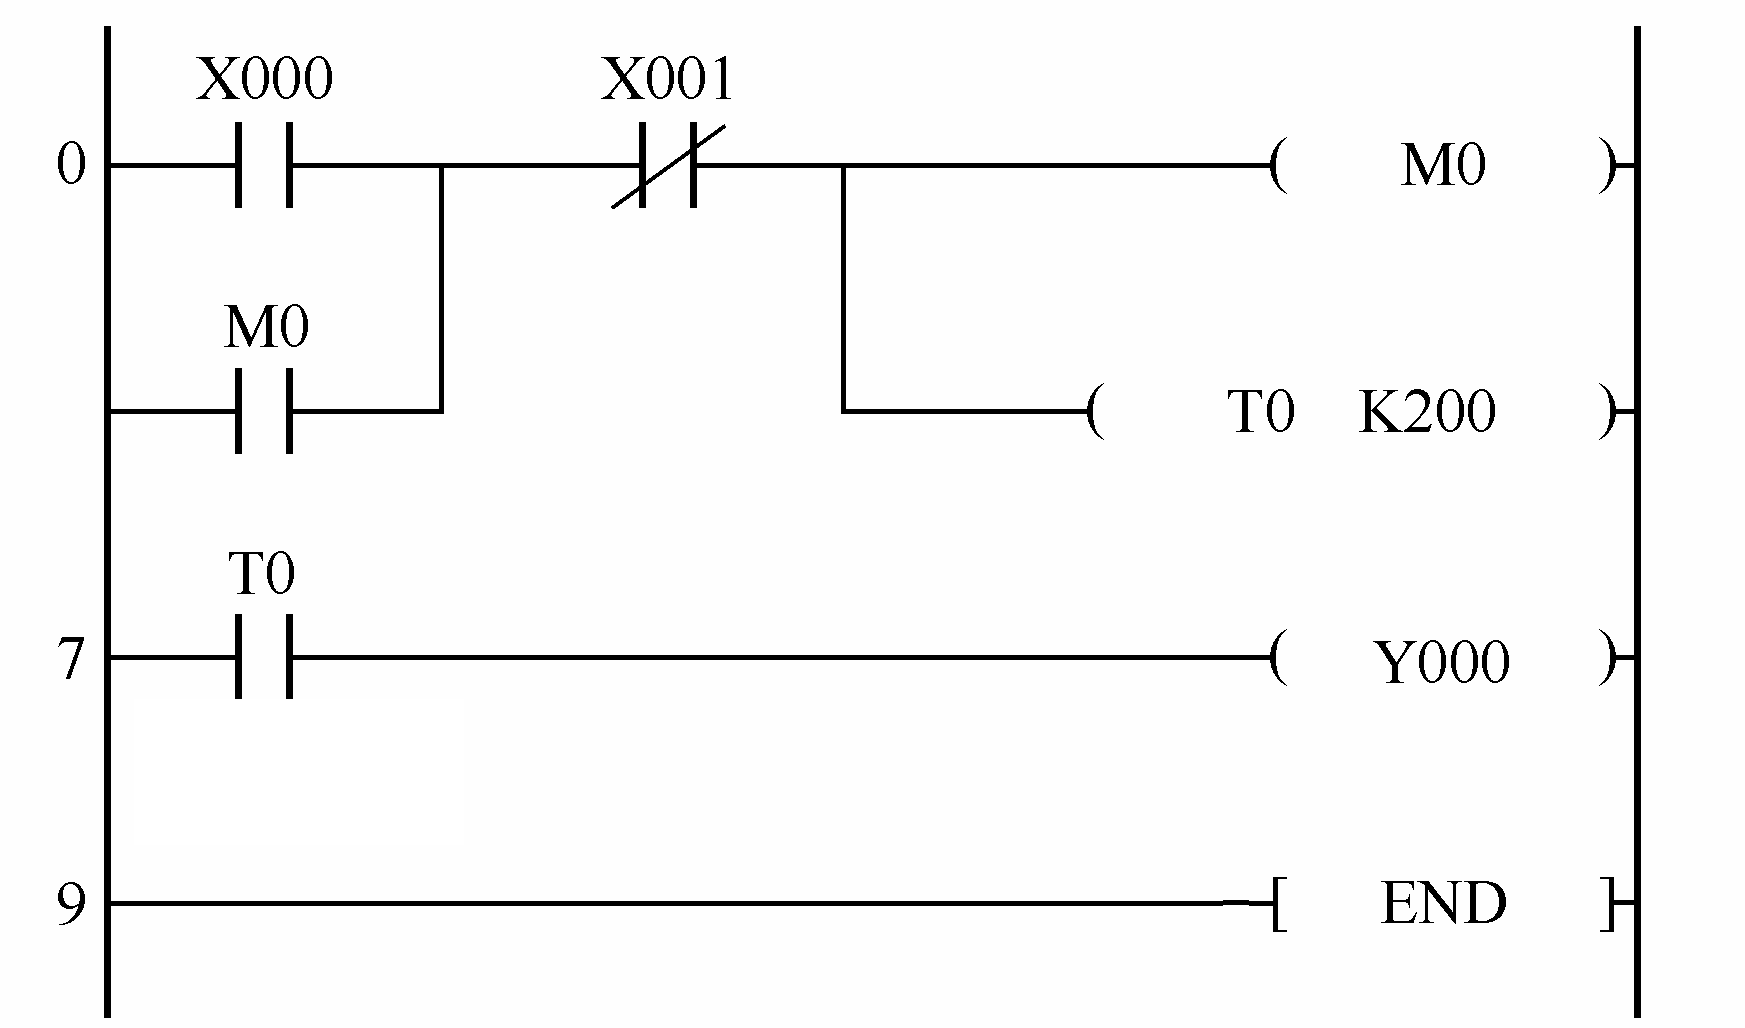 X000 X001
0 ( M0 )
M0
( T0 K200 )
T0
7 ( Y000 )
9 [ END ]